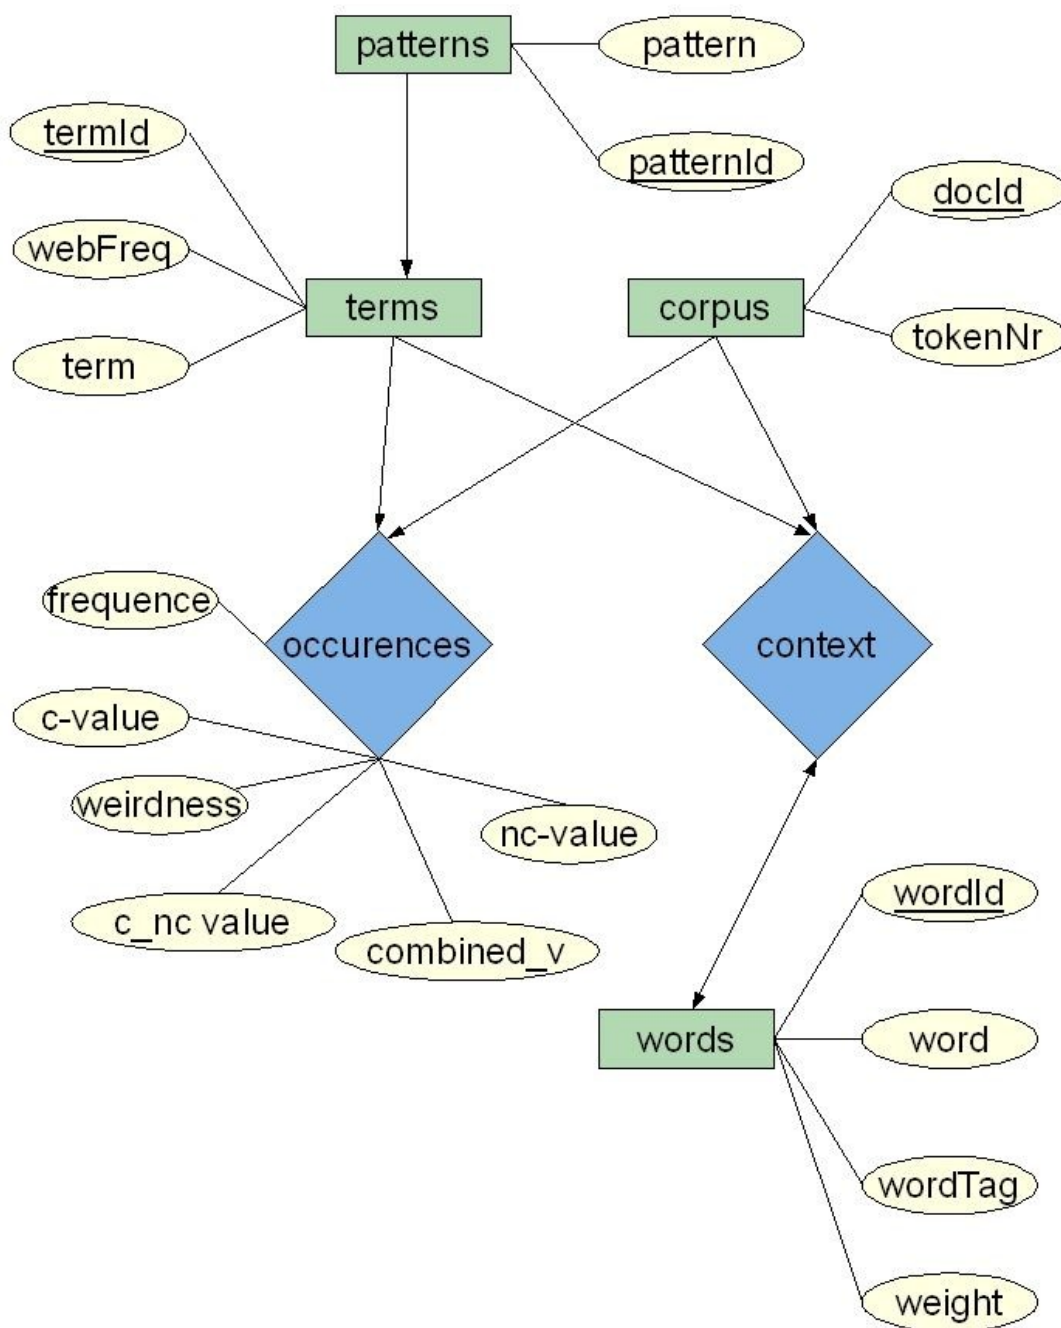 patterns
pattern
termId
patternId
docId
webFreq
terms
corpus
tokenNr
term
frequence
occurences
context
c-value
weirdness
nc-value
c_nc value
combined_v
wordId
words
word
wordTag
weight